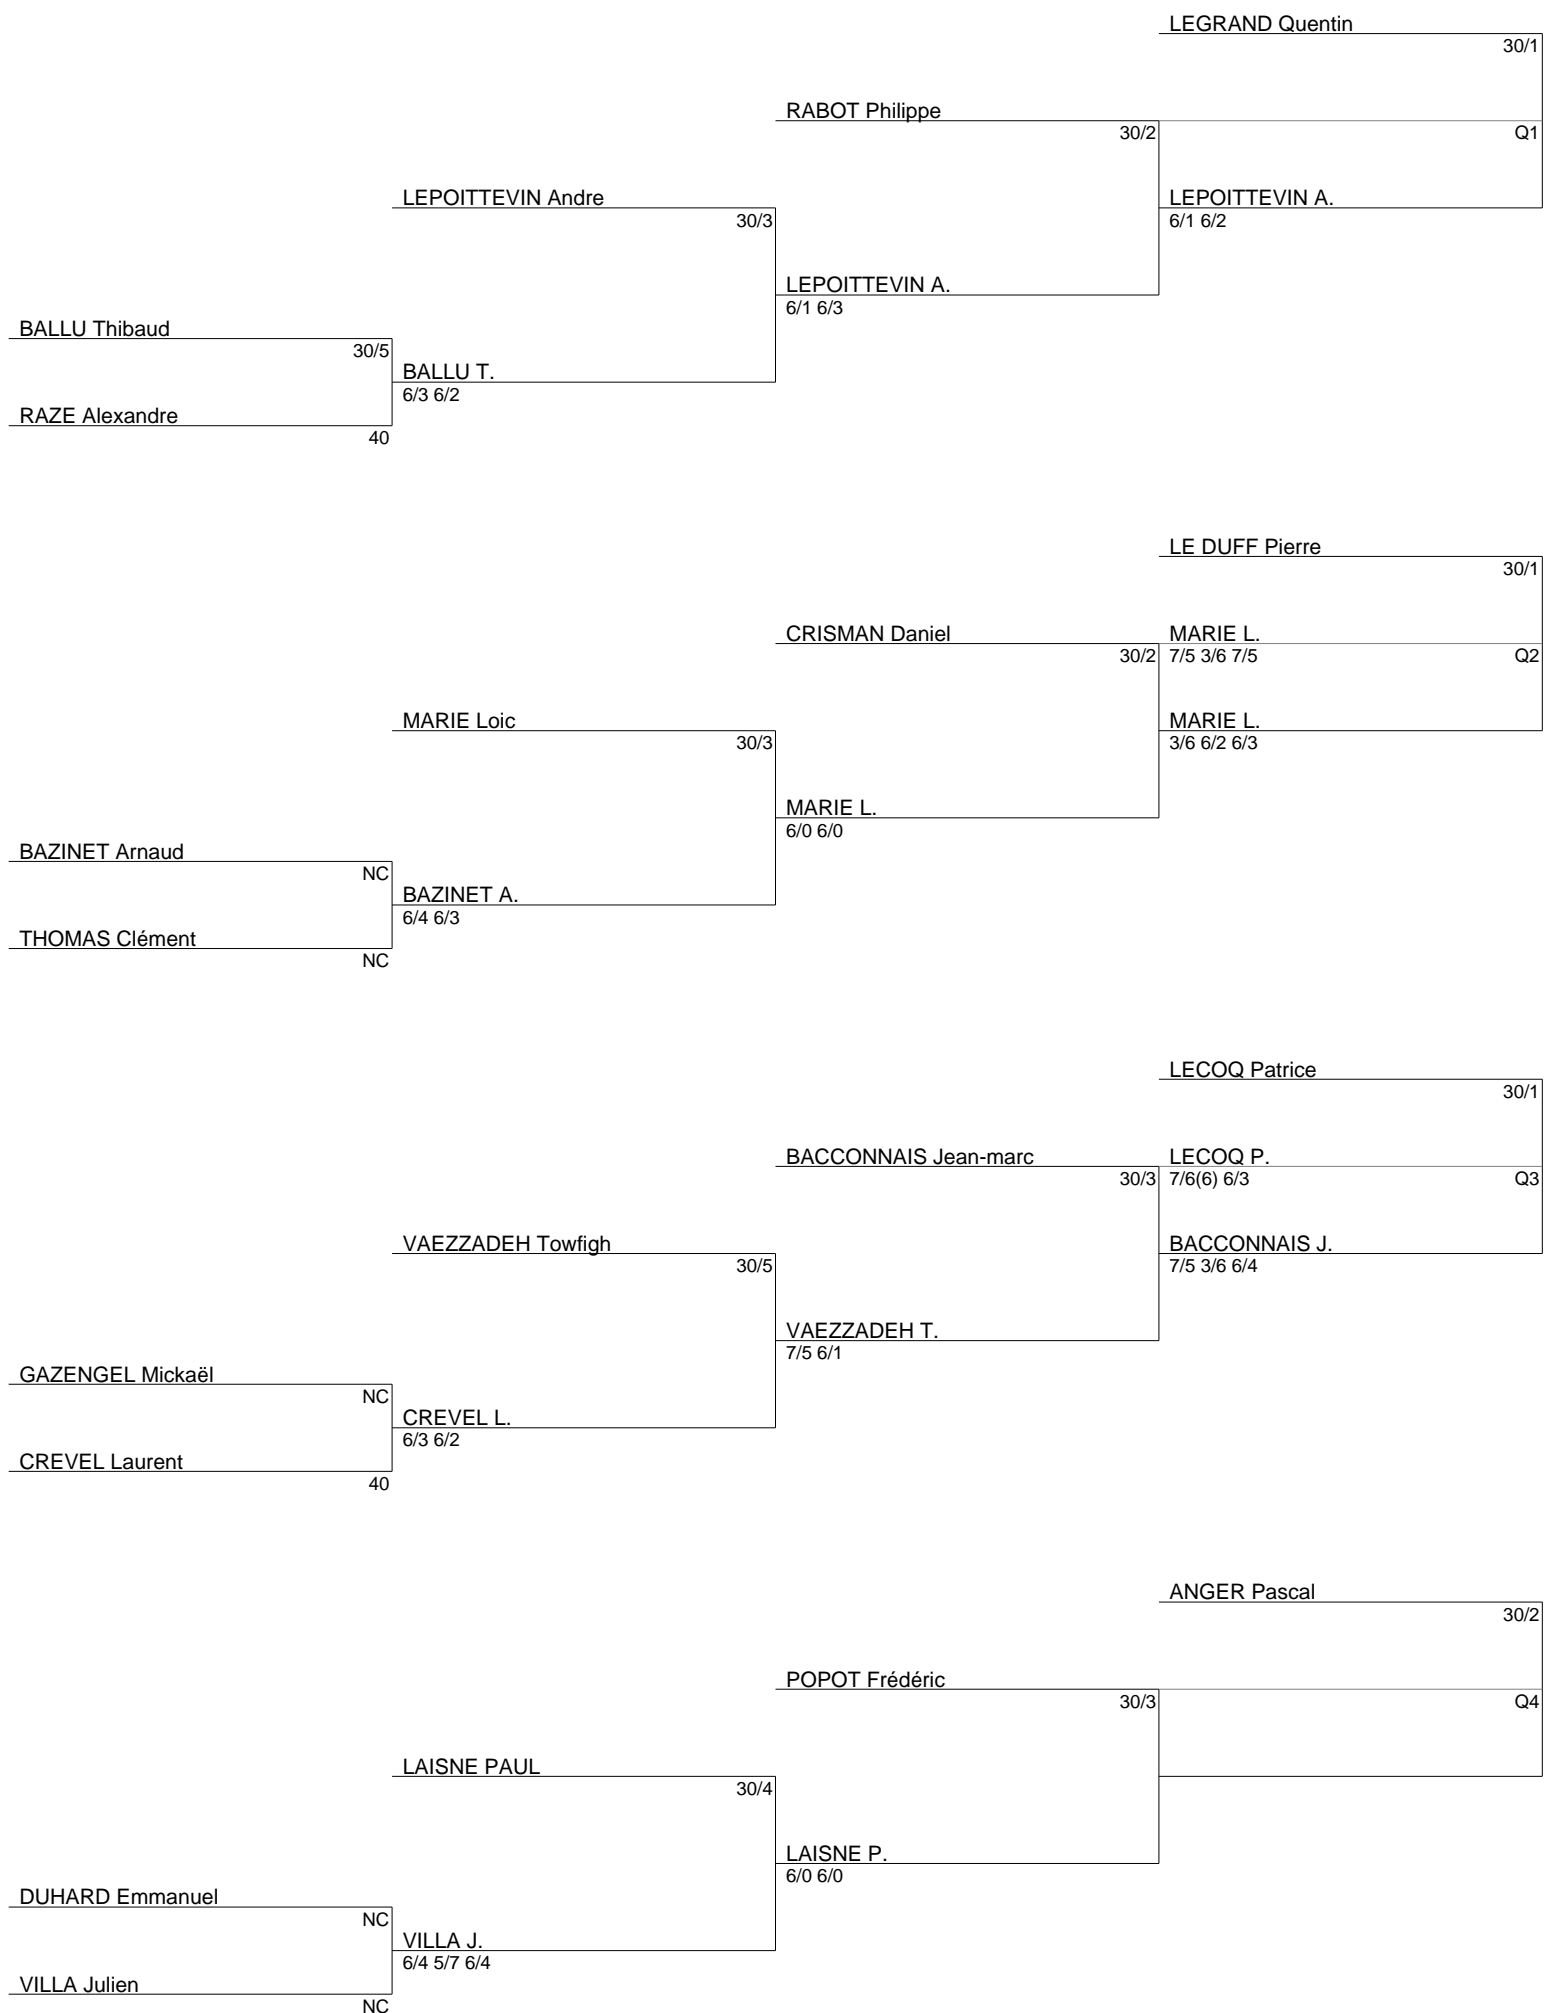 LEGRAND Quentin
30/1
RABOT Philippe
30/2
Q1
LEPOITTEVIN Andre
30/3
LEPOITTEVIN A.
6/1 6/2
LEPOITTEVIN A.
6/1 6/3
BALLU Thibaud
30/5
BALLU T.
6/3 6/2
RAZE Alexandre
40
LE DUFF Pierre
30/1
CRISMAN Daniel
30/2
MARIE L.
7/5 3/6 7/5
Q2
MARIE Loic
30/3
MARIE L.
3/6 6/2 6/3
MARIE L.
6/0 6/0
BAZINET Arnaud
NC
BAZINET A.
6/4 6/3
THOMAS Clément
NC
LECOQ Patrice
30/1
BACCONNAIS Jean-marc
30/3
LECOQ P.
7/6(6) 6/3
Q3
VAEZZADEH Towfigh
30/5
BACCONNAIS J.
7/5 3/6 6/4
VAEZZADEH T.
7/5 6/1
GAZENGEL Mickaël
NC
CREVEL L.
6/3 6/2
CREVEL Laurent
40
ANGER Pascal
30/2
POPOT Frédéric
30/3
Q4
LAISNE PAUL
30/4
LAISNE P.
6/0 6/0
DUHARD Emmanuel
NC
VILLA J.
6/4 5/7 6/4
VILLA Julien
NC